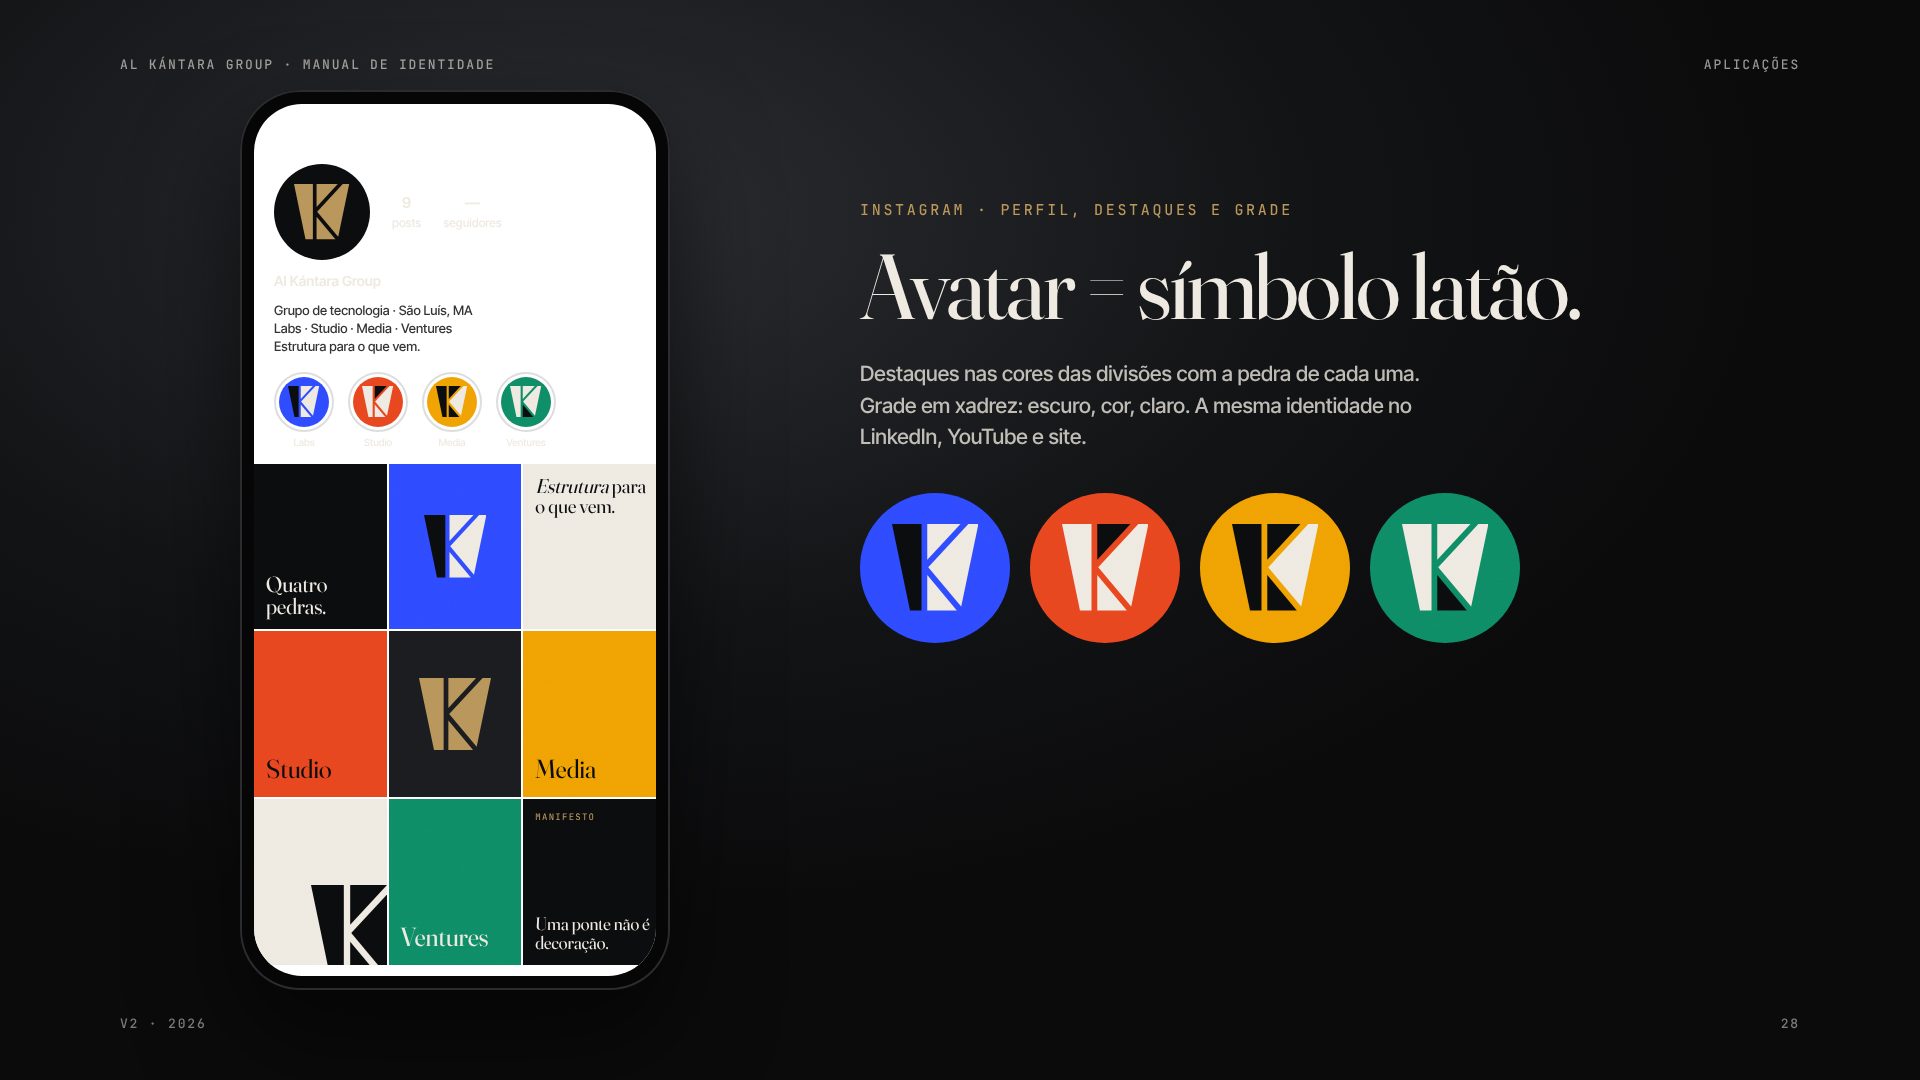 AL KÁNTARA GROUP · MANUAL DE IDENTIDADE
APLICAÇÕES
9
—
posts
seguidores
Al Kántara Group
Grupo de tecnologia · São Luís, MA
Labs · Studio · Media · Ventures
Estrutura para o que vem.
Labs
Studio
Media
Ventures
Quatro
pedras.
Estrutura para
o que vem.
Studio
Media
Ventures
MANIFESTO
Uma ponte não é
decoração.
INSTAGRAM · PERFIL, DESTAQUES E GRADE
Avatar = símbolo latão.
Destaques nas cores das divisões com a pedra de cada uma.
Grade em xadrez: escuro, cor, claro. A mesma identidade no
LinkedIn, YouTube e site.
V2 · 2026
28